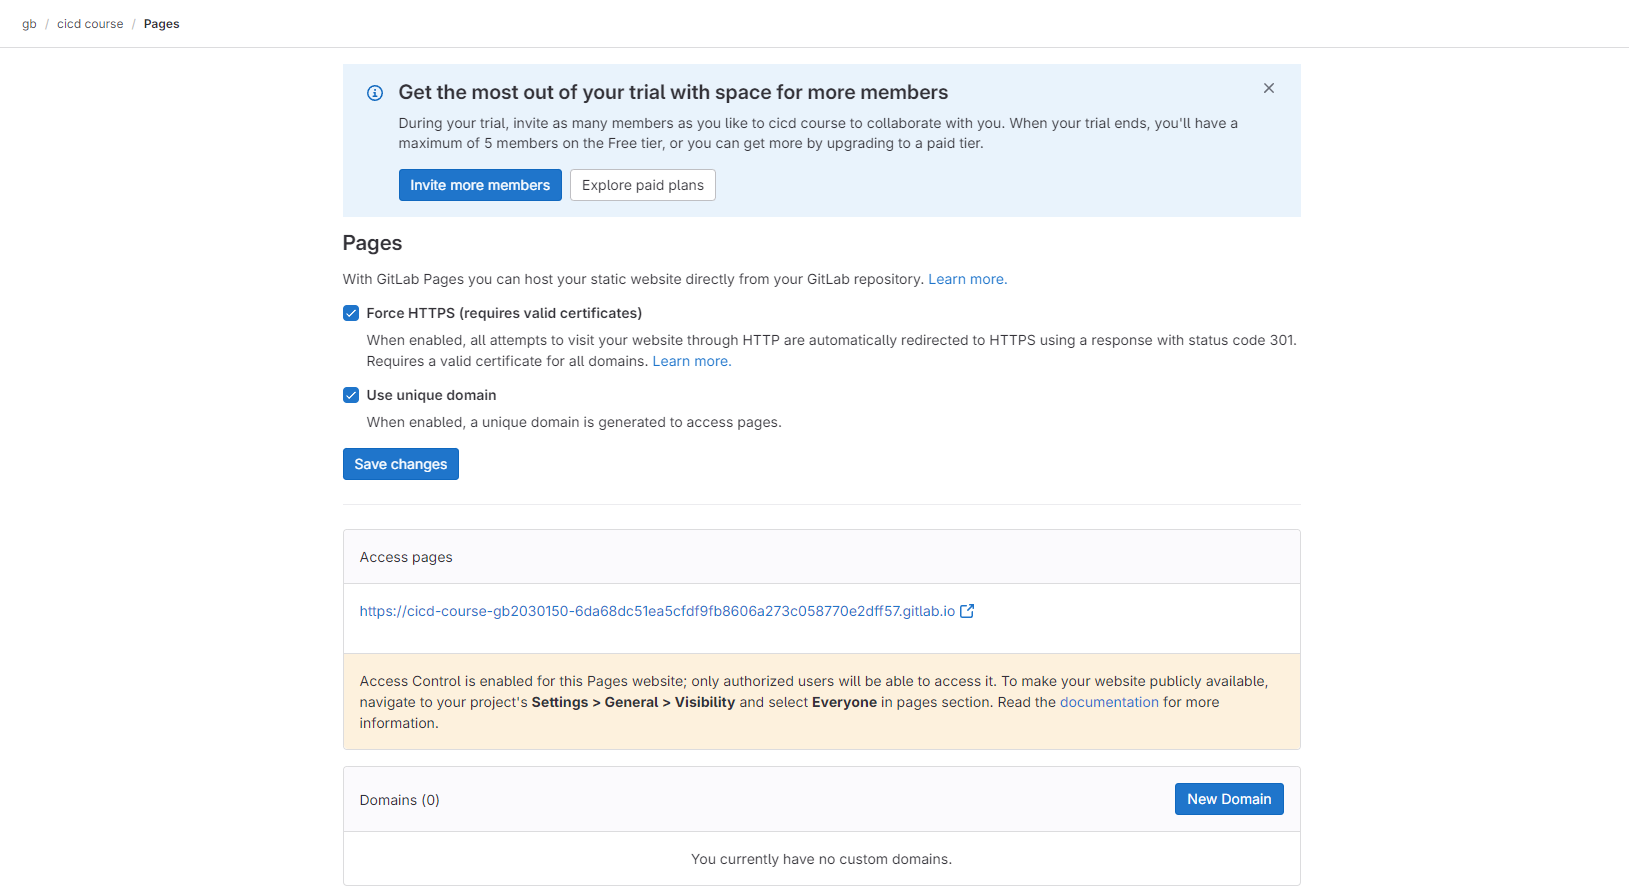 gb / cicd course / Pages
Get the most out of your trial with space for more members
During your trial, invite as many members as you like to cicd course to collaborate with you. When your trial ends, you'll have a
maximum of 5 members on the Free tier, or you can get more by upgrading to a paid tier.
Invite more members Explore paid plans
Pages
With GitLab Pages you can host your static website directly from your GitLab repository. Learn more.
Force HTTPS (requires valid certificates)
When enabled, all attempts to visit your website through HTTP are automatically redirected to HTTPS using a response with status code 301.
Requires a valid certificate for all domains. Learn more.
Use unique domain
When enabled, a unique domain is generated to access pages.
Save changes
Access pages
https://cicd-course-gb2030150-6da68dc51ea5cfdf9fb8606a273c058770e2dff57.gitlab.io
Access Control is enabled for this Pages website; only authorized users will be able to access it. To make your website publicly available,
navigate to your project's Settings > General > Visibility and select Everyone in pages section. Read the documentation for more
information.
Domains (0) New Domain
You currently have no custom domains.